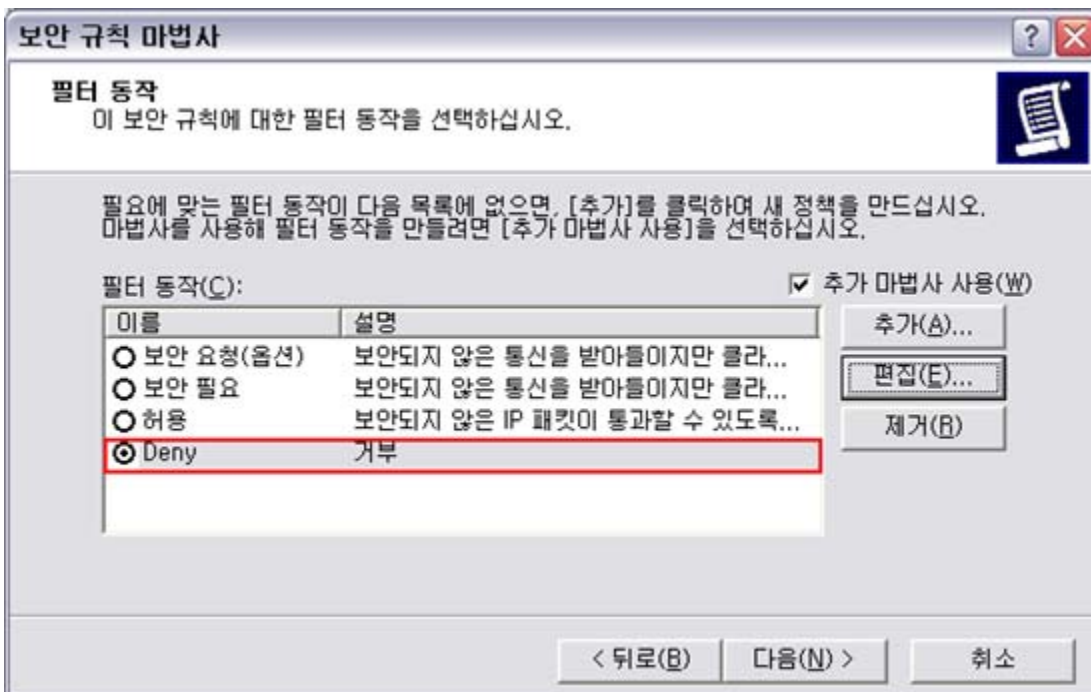 보안 규칙 마법사
필터 동작
이 보안 규칙에 대한 필터 동작을 선택하십시오.
필요에 맞는 필터 동작이 다음 목록에 없으면, [추가]를 클릭하여 새 정책을 만드십시오.
마법사를 사용해 필터 동작을 만들려면 [추가 마법사 사용]을 선택하십시오.
필터 동작(C):
추가 마법사 사용(W)
이름 설명
보안 요청(옵션) 보안되지 않은 통신을 받아들이지만 클라...
보안 필요 보안되지 않은 통신을 받아들이지만 클라...
허용 보안되지 않은 IP 패킷이 통과할 수 있도록...
Deny 거부
추가(A)...
편집(E)...
제거(R)
< 뒤로(B) 다음(N) > 취소